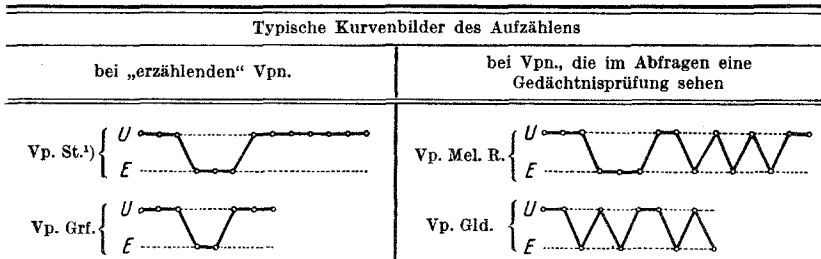 Typische Kurvenbilder des Aufzählens
bei „erzählenden“ Vpn.
bei Vpn., die im Abfragen eine
Gedächtnisprüfung sehen
Vp. St.¹) { U
E
Vp. Mel. R. { U
E
Vp. Grf. { U
E
Vp. Gld. { U
E